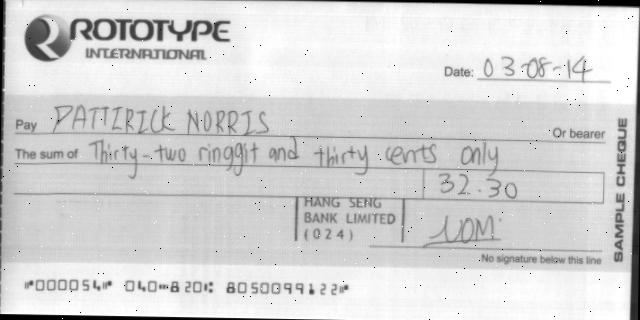 ROTOTYPE
INTERNATIONAL
Date: 03-08-14
Pay PATTERICK NORRIS
Or bearer
The sum of Thirty-two ringgit and thirty cents only
32.30
HANG SENG
BANK LIMITED
(024)
No signature below this line
SAMPLE CHEQUE
⑈000054⑈ 040⑉820⑆ 8050099122⑈